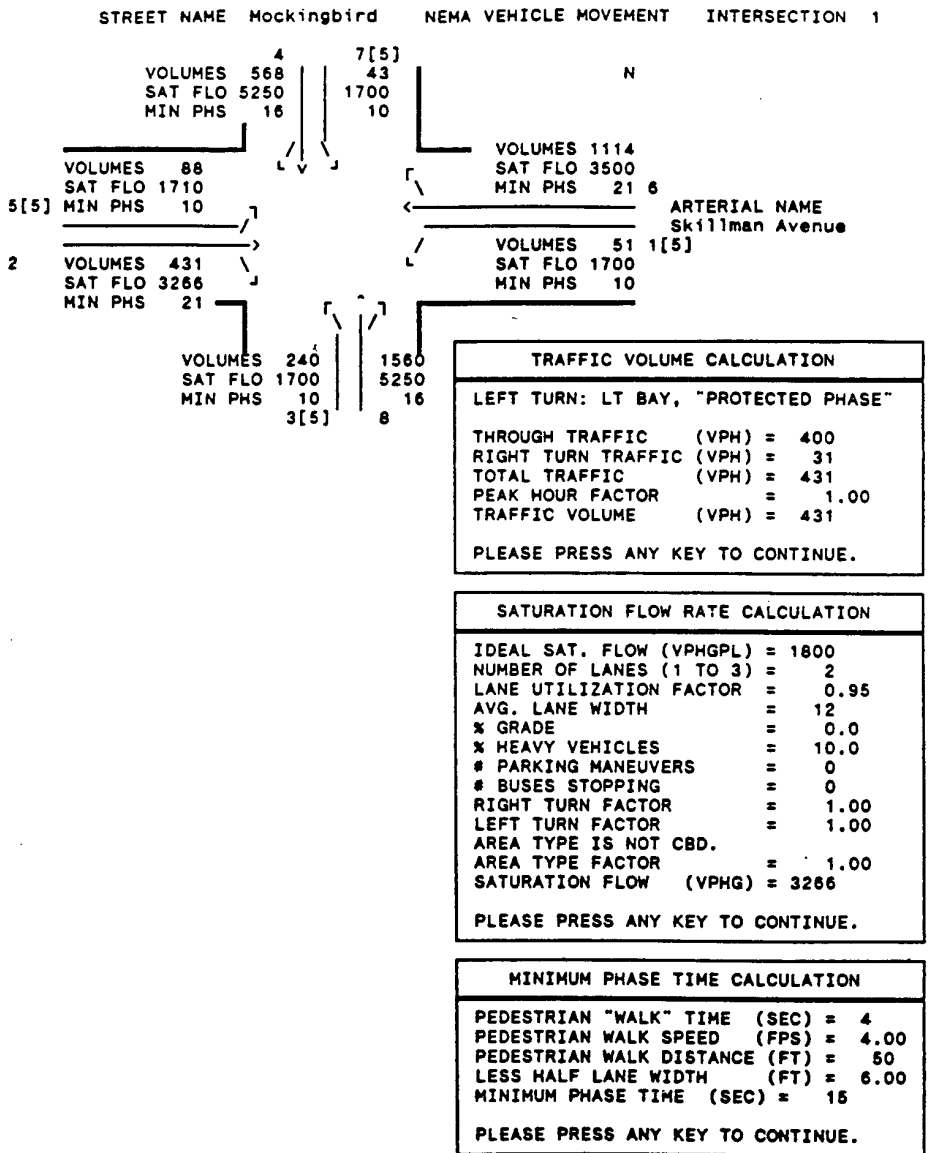 STREET NAME Mockingbird NEMA VEHICLE MOVEMENT INTERSECTION 1
4 7[5]
VOLUMES 568 43 N
SAT FLO 5250 1700
MIN PHS 16 10
VOLUMES 1114
SAT FLO 3500
MIN PHS 21 6
VOLUMES 88
SAT FLO 1710
5[5] MIN PHS 10
ARTERIAL NAME
Skillman Avenue
VOLUMES 51 1[5]
SAT FLO 1700
MIN PHS 10
2 VOLUMES 431
SAT FLO 3266
MIN PHS 21
VOLUMES 240 1560
SAT FLO 1700 5250
MIN PHS 10 16
3[5] 8
TRAFFIC VOLUME CALCULATION
LEFT TURN: LT BAY, "PROTECTED PHASE"
THROUGH TRAFFIC (VPH) = 400
RIGHT TURN TRAFFIC (VPH) = 31
TOTAL TRAFFIC (VPH) = 431
PEAK HOUR FACTOR = 1.00
TRAFFIC VOLUME (VPH) = 431
PLEASE PRESS ANY KEY TO CONTINUE.
SATURATION FLOW RATE CALCULATION
IDEAL SAT. FLOW (VPHGPL) = 1800
NUMBER OF LANES (1 TO 3) = 2
LANE UTILIZATION FACTOR = 0.95
AVG. LANE WIDTH = 12
% GRADE = 0.0
% HEAVY VEHICLES = 10.0
# PARKING MANEUVERS = 0
# BUSES STOPPING = 0
RIGHT TURN FACTOR = 1.00
LEFT TURN FACTOR = 1.00
AREA TYPE IS NOT CBD.
AREA TYPE FACTOR = 1.00
SATURATION FLOW (VPHG) = 3266
PLEASE PRESS ANY KEY TO CONTINUE.
MINIMUM PHASE TIME CALCULATION
PEDESTRIAN "WALK" TIME (SEC) = 4
PEDESTRIAN WALK SPEED (FPS) = 4.00
PEDESTRIAN WALK DISTANCE (FT) = 50
LESS HALF LANE WIDTH (FT) = 6.00
MINIMUM PHASE TIME (SEC) = 15
PLEASE PRESS ANY KEY TO CONTINUE.